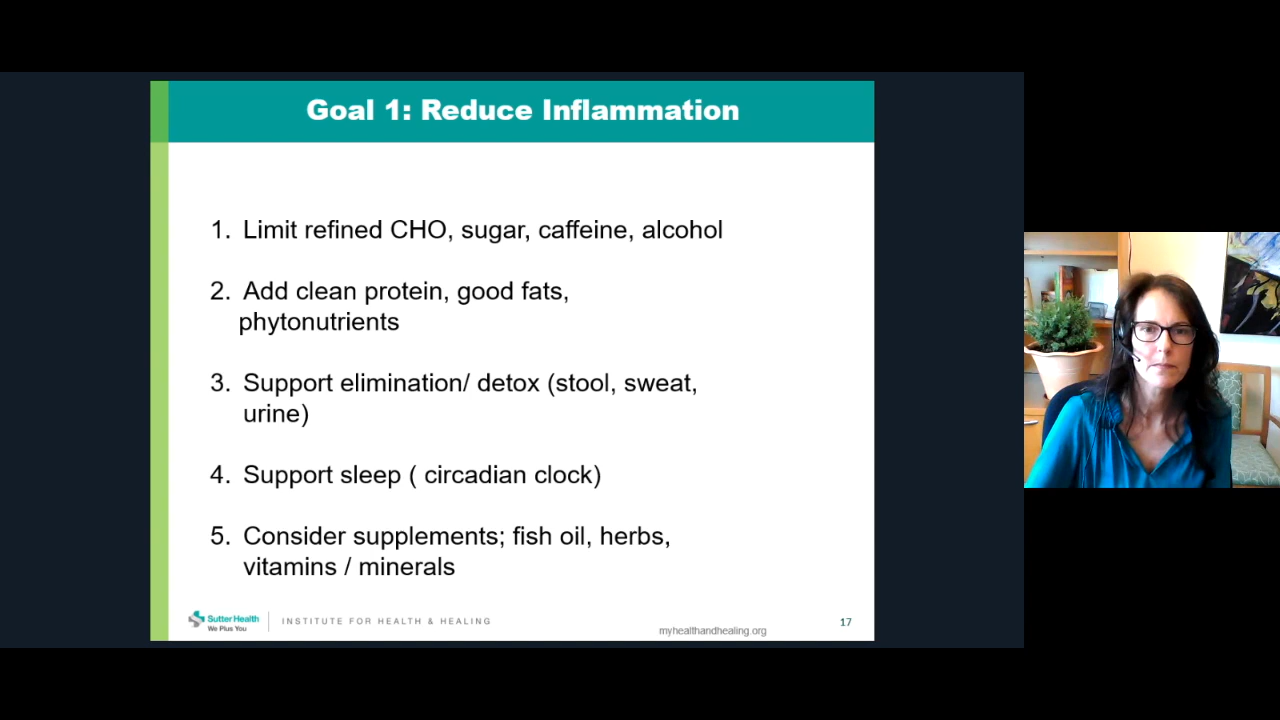 Goal 1: Reduce Inflammation
1. Limit refined CHO, sugar, caffeine, alcohol
2. Add clean protein, good fats,
phytonutrients
3. Support elimination/ detox (stool, sweat,
urine)
4. Support sleep ( circadian clock)
5. Consider supplements; fish oil, herbs,
vitamins / minerals
Sutter Health
We Plus You
INSTITUTE FOR HEALTH & HEALING
myhealthandhealing.org
17